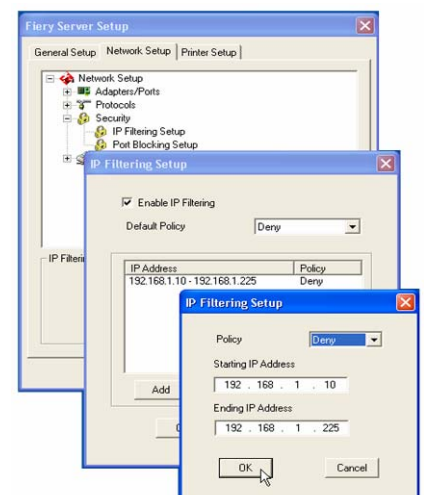 Fiery Server Setup
General Setup Network Setup Printer Setup
Network Setup
Adapters/Ports
Protocols
Security
IP Filtering Setup
Port Blocking Setup
IP Filtering Setup
Enable IP Filtering
Default Policy Deny
IP Address Policy
192.168.1.10 - 192.168.1.225 Deny
Add
IP Filtering Setup
Policy Deny
Starting IP Address
192 . 168 . 1 . 10
Ending IP Address
192 . 168 . 1 . 225
OK Cancel